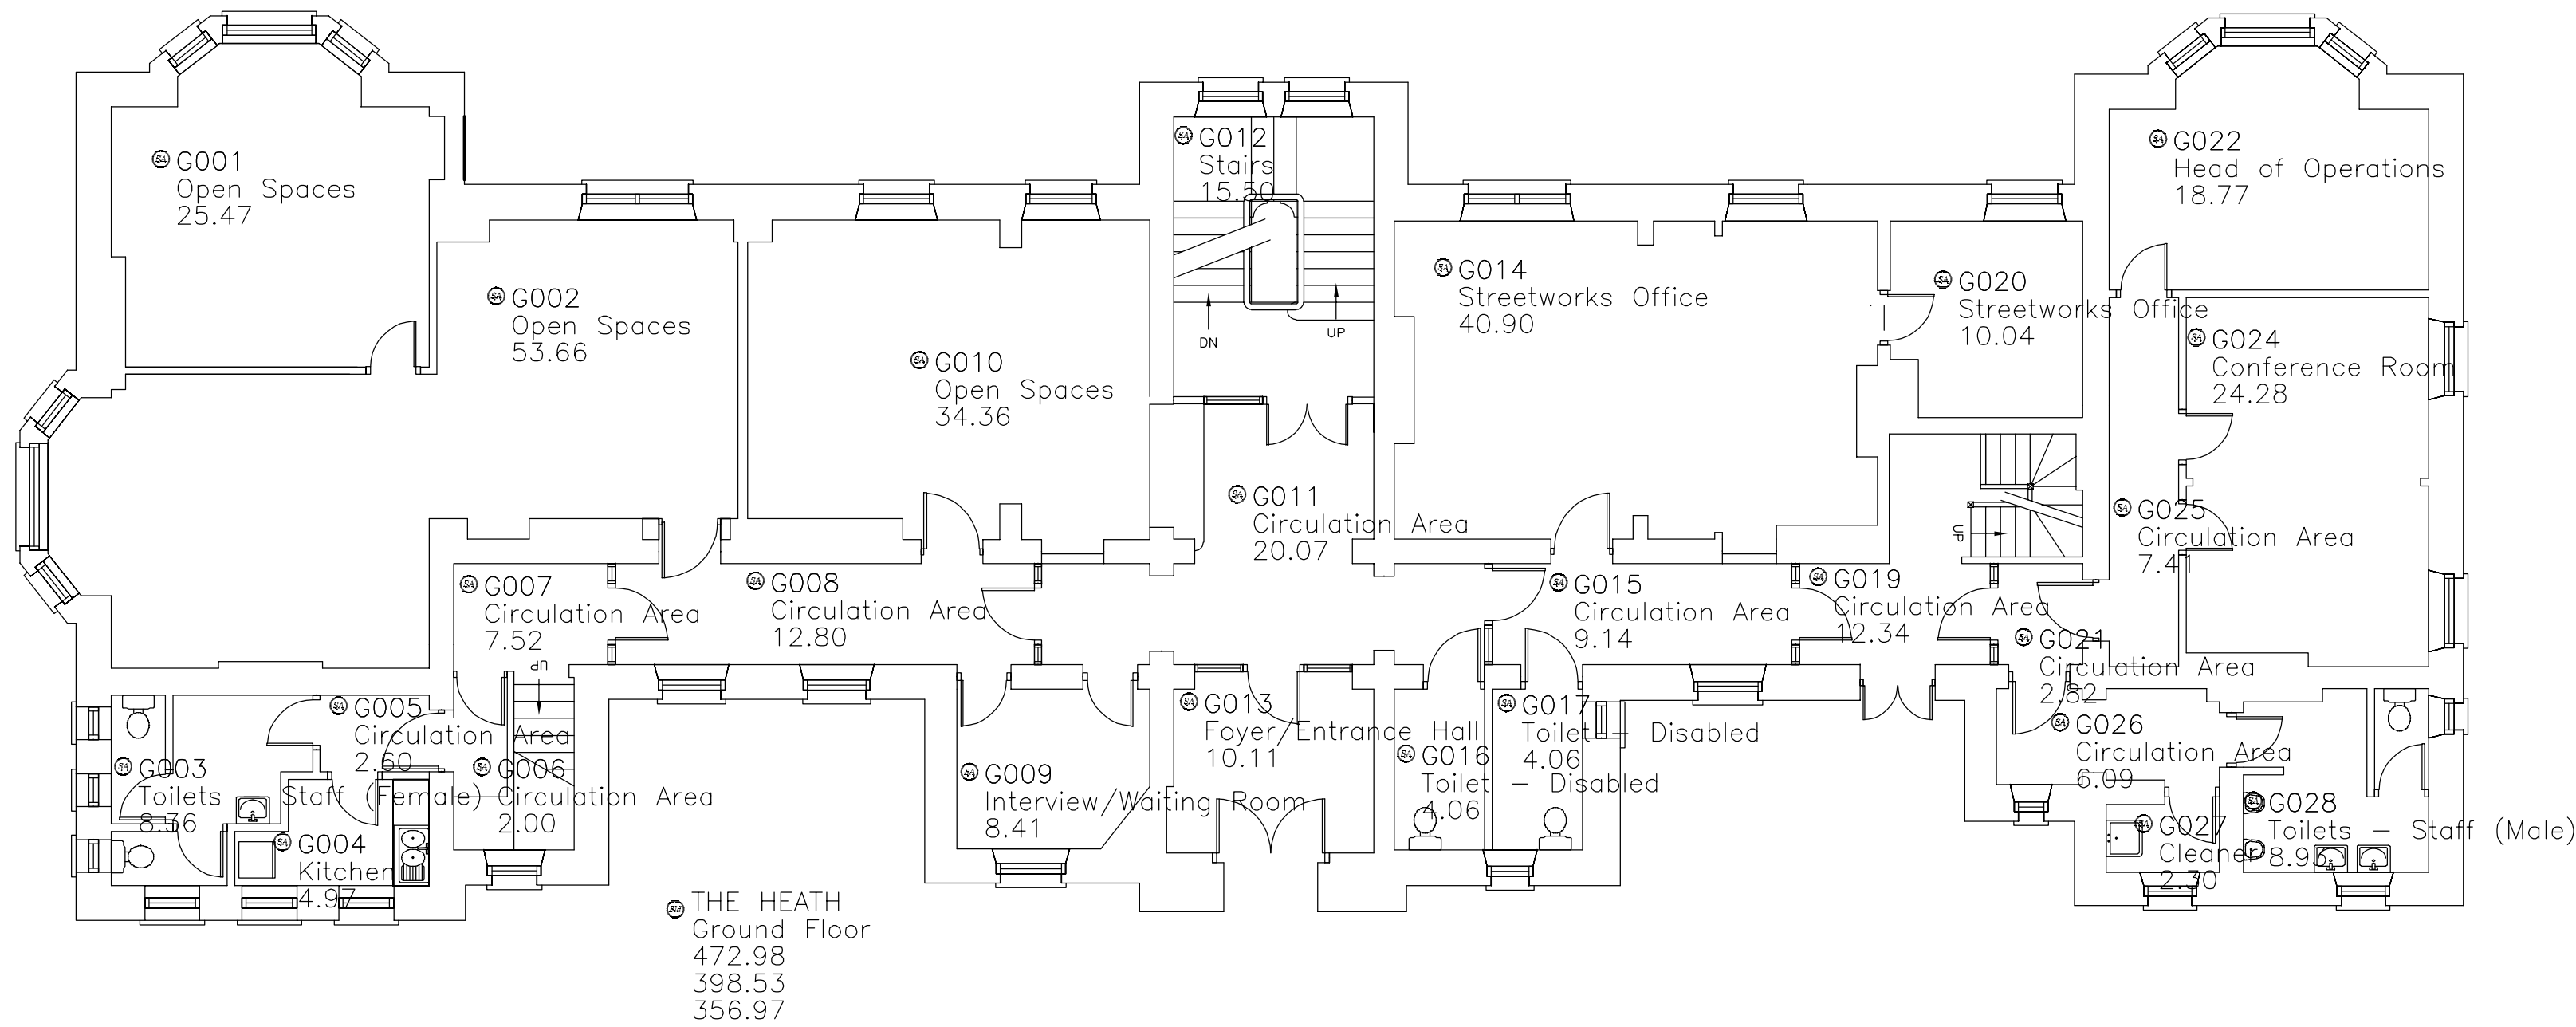 G001
Open Spaces
25.47
G002
Open Spaces
53.66
G010
Open Spaces
34.36
G012
Stairs
15.50
DN
UP
G014
Streetworks Office
40.90
G020
Streetworks Office
10.04
G022
Head of Operations
18.77
G024
Conference Room
24.28
G011
Circulation Area
20.07
G025
Circulation Area
7.41
UP
G007
Circulation Area
7.52
UP
G008
Circulation Area
12.80
G015
Circulation Area
9.14
G019
Circulation Area
12.34
G021
Circulation Area
2.82
G005
Circulation Area
2.60
G003
Toilets - Staff (Female)
8.36
G006
Circulation Area
2.00
G004
Kitchen
4.97
G009
Interview/Waiting Room
8.41
G013
Foyer/Entrance Hall
10.11
G016
Toilet - Disabled
4.06
G017
Toilet - Disabled
4.06
G026
Circulation Area
6.09
G027
Cleaner
2.30
G028
Toilets - Staff (Male)
THE HEATH
Ground Floor
472.98
398.53
356.97